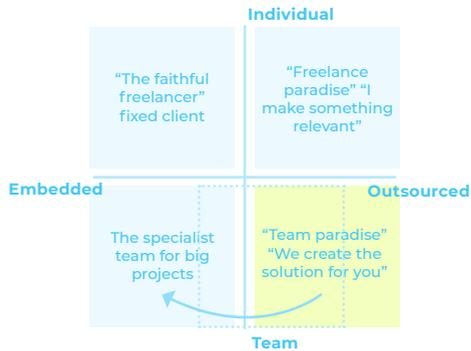 Individual
“The faithful
freelancer”
fixed client
“Freelance
paradise” “I
make something
relevant”
Embedded
Outsourced
The specialist
team for big
projects
“Team paradise”
“We create the
solution for you”
Team